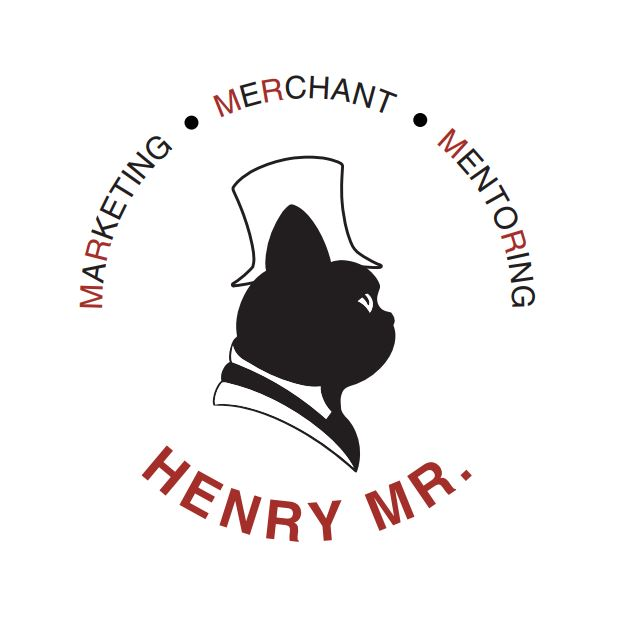 MARKETING • MERCHANT • MENTORING
HENRY MR.